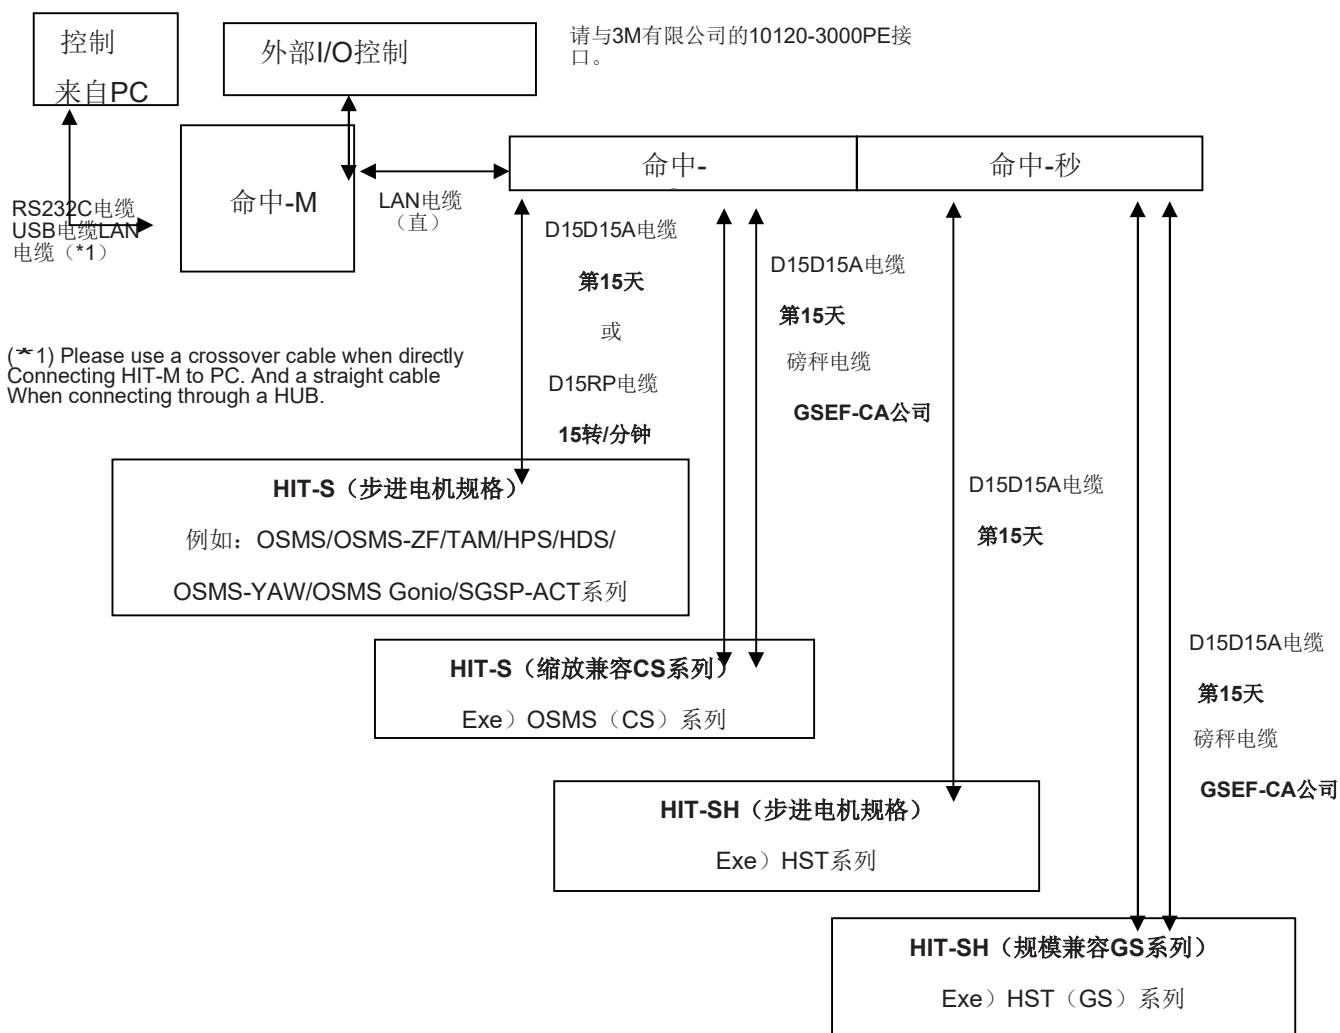 控制
来自PC
外部I/O控制
请与3M有限公司的10120-3000PE接
口。
命中-M
LAN电缆
（直）
命中-
命中-秒
RS232C电缆
USB电缆LAN
电缆（*1）
D15D15A电缆
第15天
或
D15RP电缆
15转/分钟
D15D15A电缆
第15天
磅秤电缆
GSEF-CA公司
(*1) Please use a crossover cable when directly
Connecting HIT-M to PC. And a straight cable
When connecting through a HUB.
HIT-S（步进电机规格）
例如：OSMS/OSMS-ZF/TAM/HPS/HDS/
OSMS-YAW/OSMS Gonio/SGSP-ACT系列
D15D15A电缆
第15天
HIT-S（缩放兼容CS系列）
Exe）OSMS（CS）系列
D15D15A电缆
第15天
磅秤电缆
GSEF-CA公司
HIT-SH（步进电机规格）
Exe）HST系列
HIT-SH（规模兼容GS系列）
Exe）HST（GS）系列